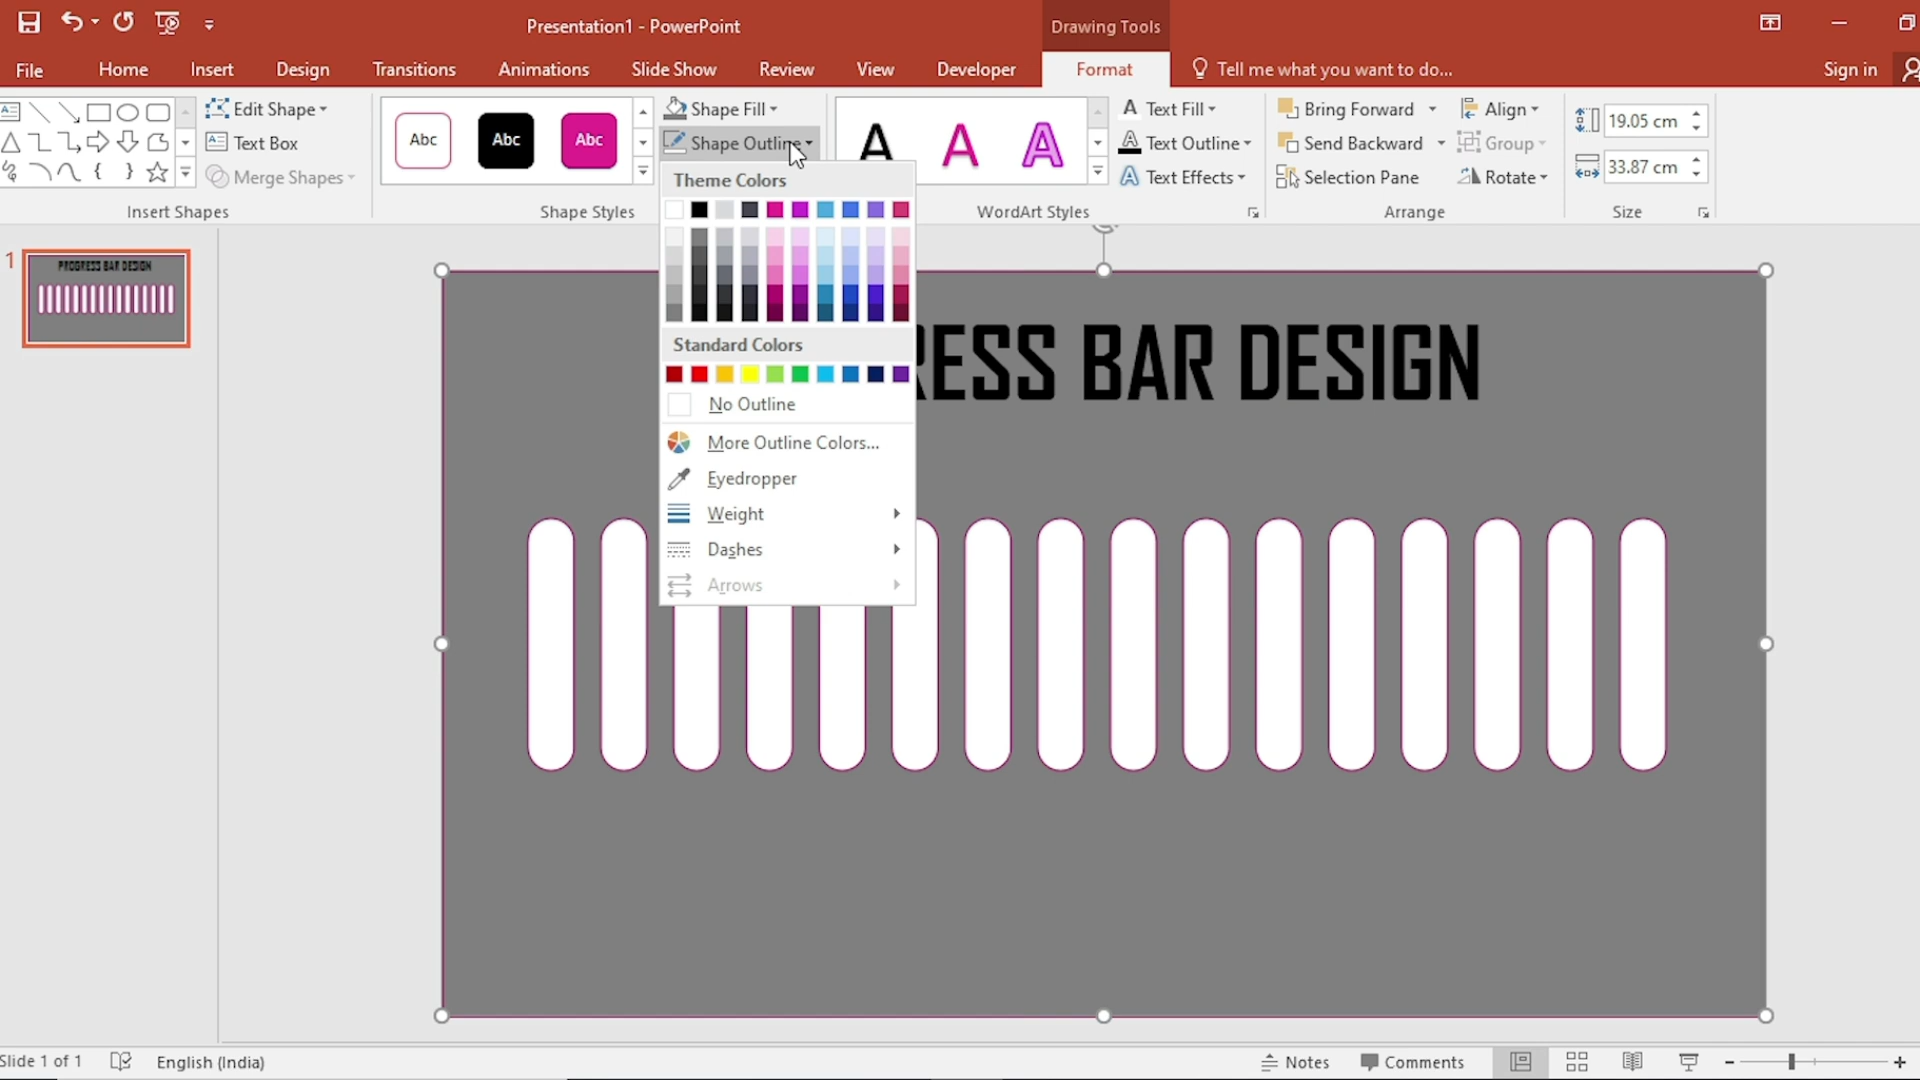 Presentation1 - PowerPoint
Drawing Tools
File Home Insert Design Transitions Animations Slide Show Review View Developer Format Tell me what you want to do... Sign in
Edit Shape
Text Box
Merge Shapes
Insert Shapes
Abc Abc Abc
Shape Styles
Shape Fill
Shape Outline
Theme Colors
Standard Colors
No Outline
More Outline Colors...
Eyedropper
Weight
Dashes
Arrows
A A A
WordArt Styles
Text Fill
Text Outline
Text Effects
Bring Forward
Send Backward
Selection Pane
Align
Group
Rotate
Arrange
19.05 cm
33.87 cm
Size
1
PROGRESS BAR DESIGN
RESS BAR DESIGN
Slide 1 of 1 English (India) Notes Comments